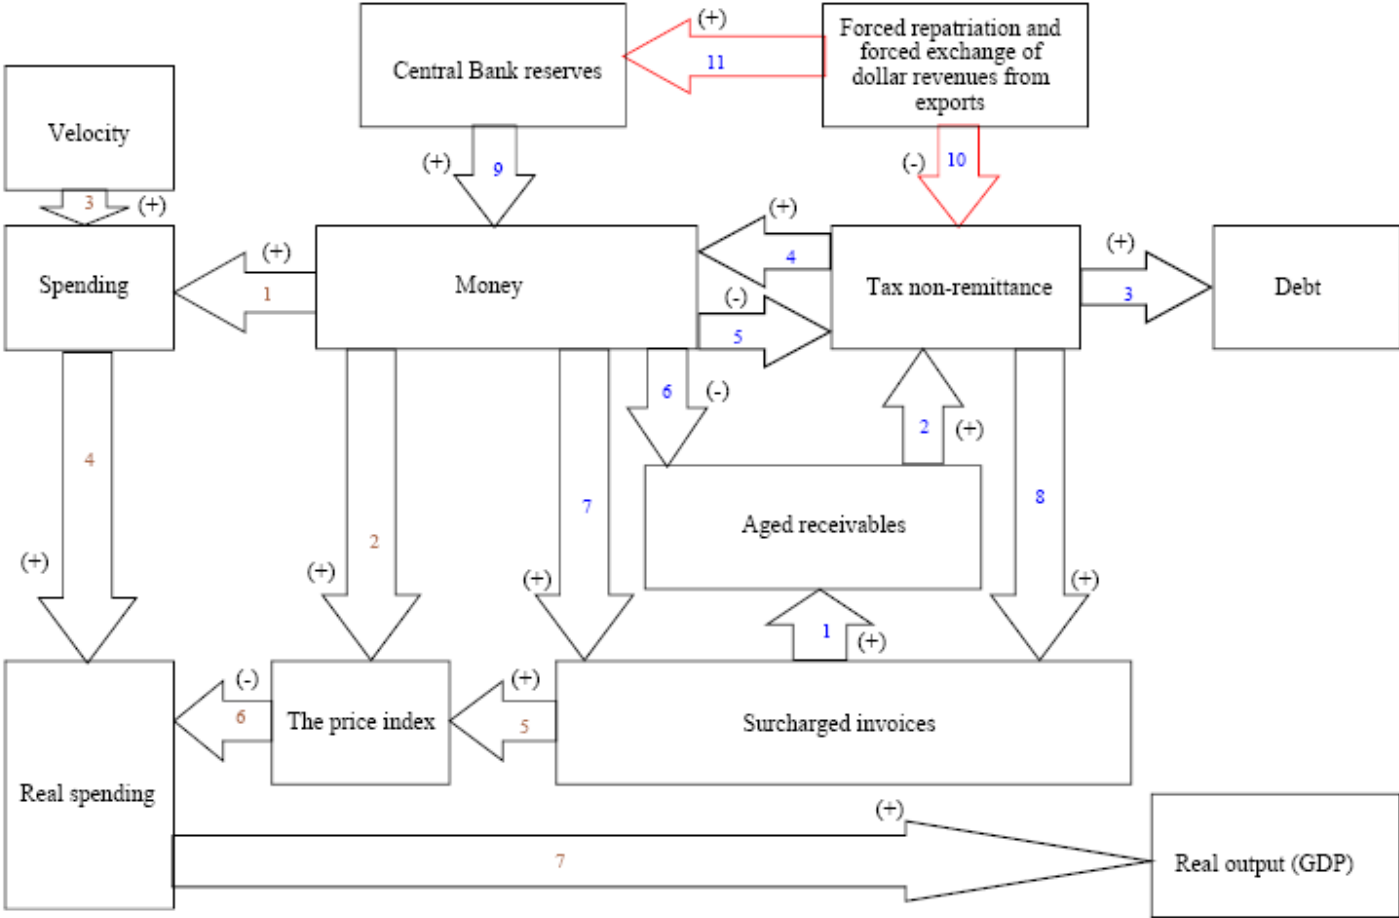 (+)
Forced repatriation and
forced exchange of
dollar revenues from
exports
Central Bank reserves
11
Velocity
(+)
9
(-)
10
3
(+)
(+)
(+)
(+)
Spending
1
Money
4
Tax non-remittance
3
Debt
(-)
5
6
(-)
2
(+)
4
7
8
Aged receivables
2
(+)
(+)
(+)
(+)
1
(+)
(-)
(+)
6
The price index
5
Surcharged invoices
Real spending
(+)
7
Real output (GDP)